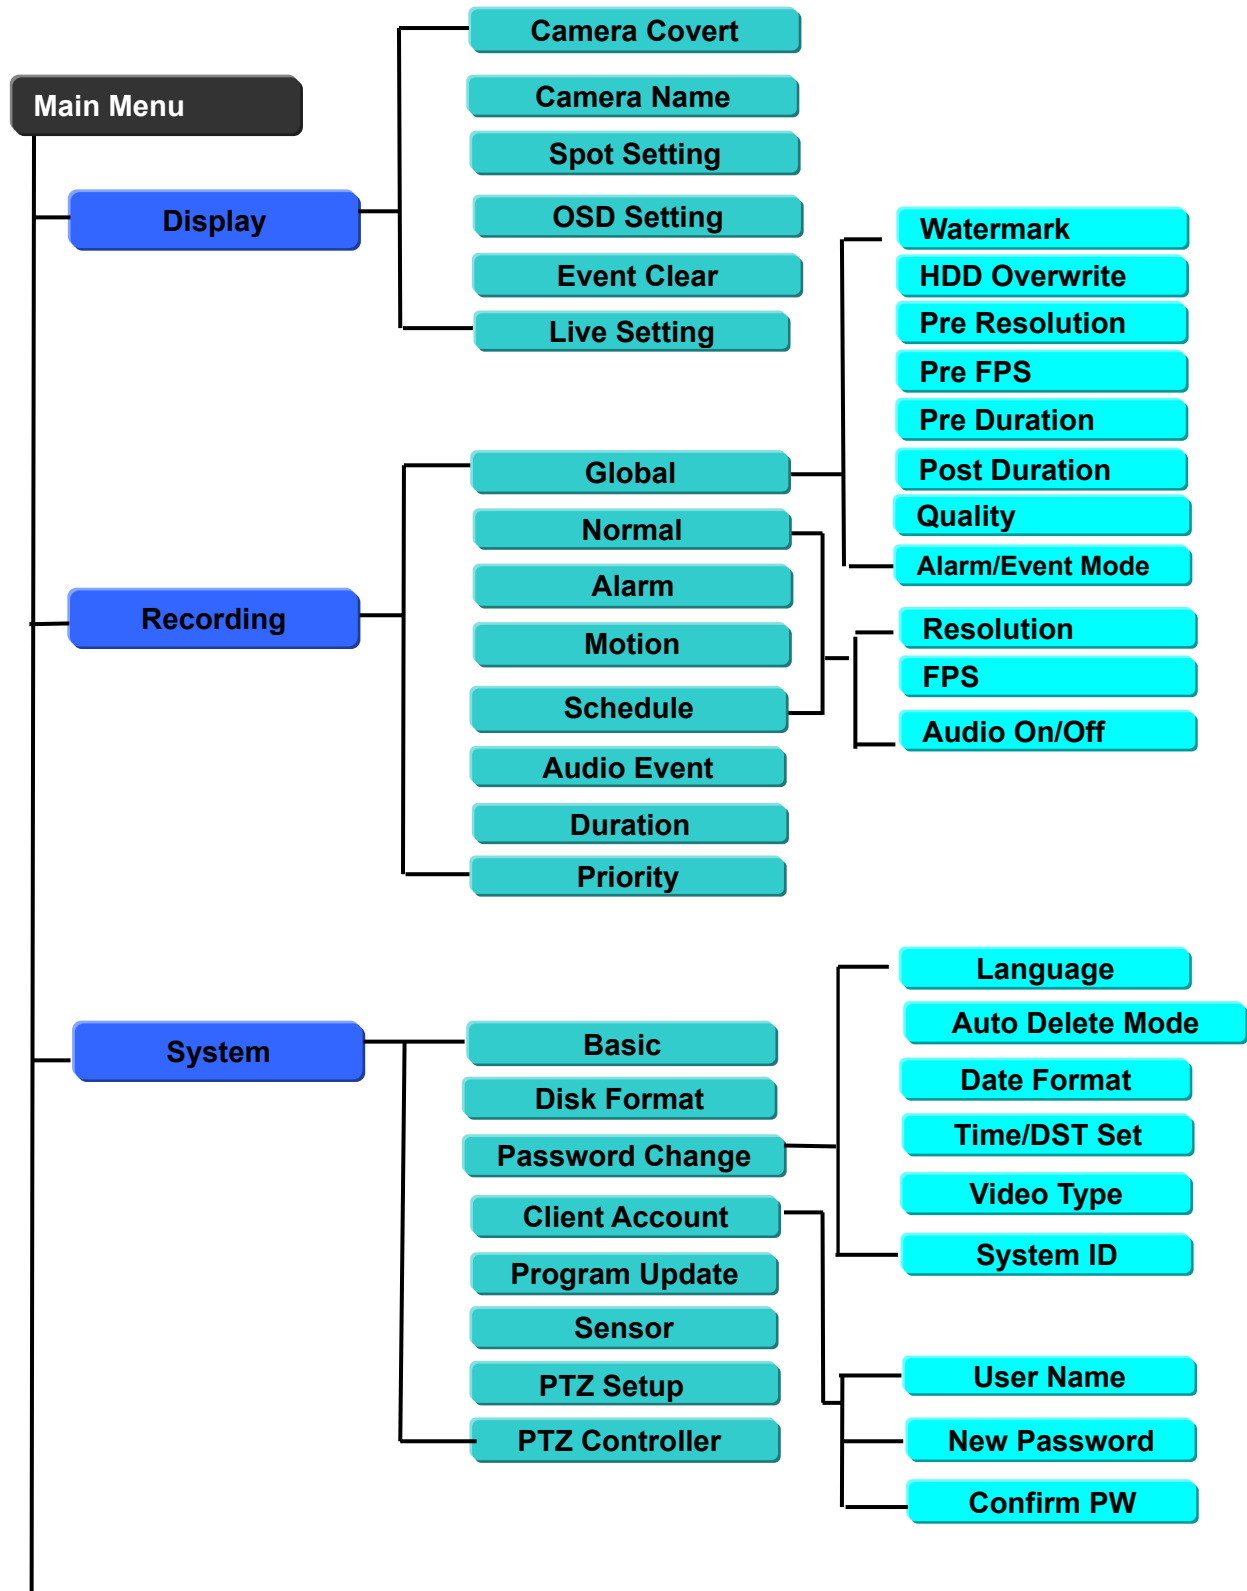 Main Menu
Display
Camera Covert
Camera Name
Spot Setting
OSD Setting
Event Clear
Live Setting
Recording
Global
Normal
Alarm
Motion
Schedule
Audio Event
Duration
Priority
Watermark
HDD Overwrite
Pre Resolution
Pre FPS
Pre Duration
Post Duration
Quality
Alarm/Event Mode
Resolution
FPS
Audio On/Off
System
Basic
Disk Format
Password Change
Client Account
Program Update
Sensor
PTZ Setup
PTZ Controller
Language
Auto Delete Mode
Date Format
Time/DST Set
Video Type
System ID
User Name
New Password
Confirm PW